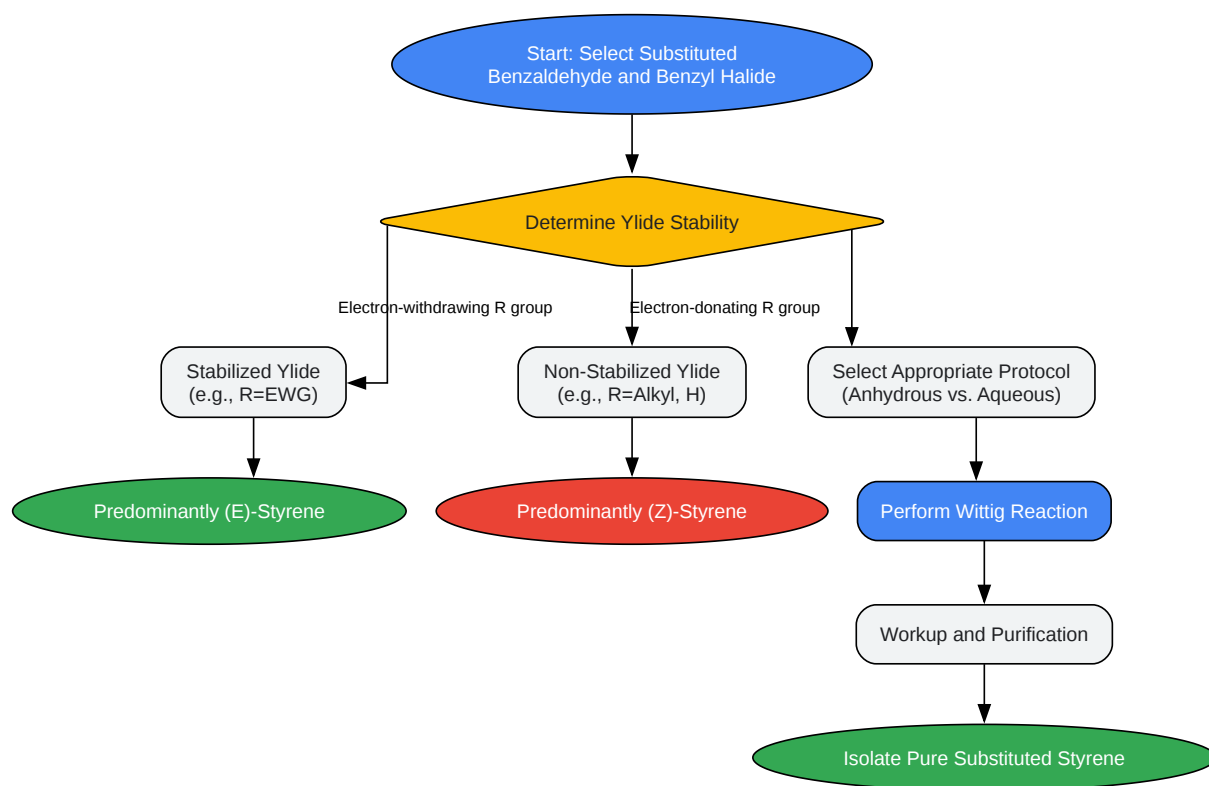 Start: Select Substituted
Benzaldehyde and Benzyl Halide
Determine Ylide Stability
Electron-withdrawing R group
Electron-donating R group
Stabilized Ylide
(e.g., R=EWG)
Non-Stabilized Ylide
(e.g., R=Alkyl, H)
Select Appropriate Protocol
(Anhydrous vs. Aqueous)
Predominantly (E)-Styrene
Predominantly (Z)-Styrene
Perform Wittig Reaction
Workup and Purification
Isolate Pure Substituted Styrene